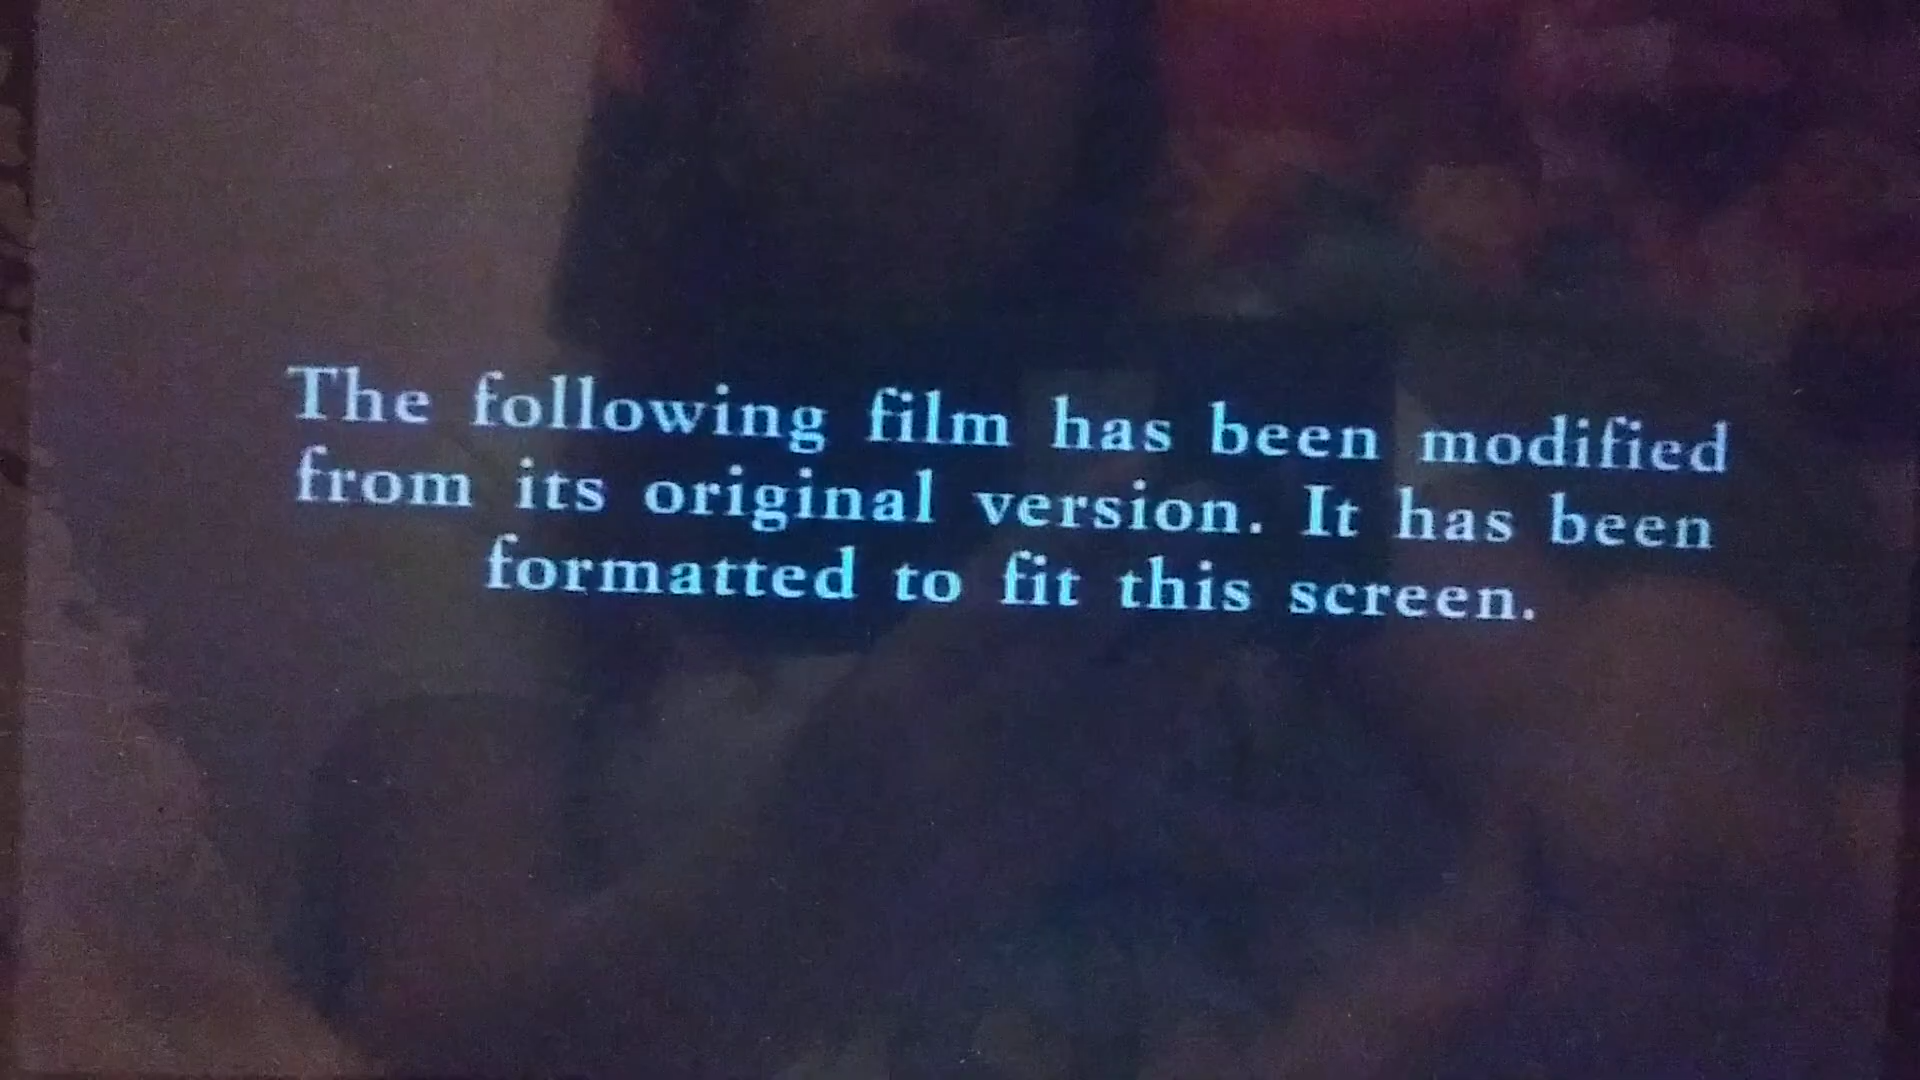 The following film has been modified
from its original version. It has been
formatted to fit this screen.